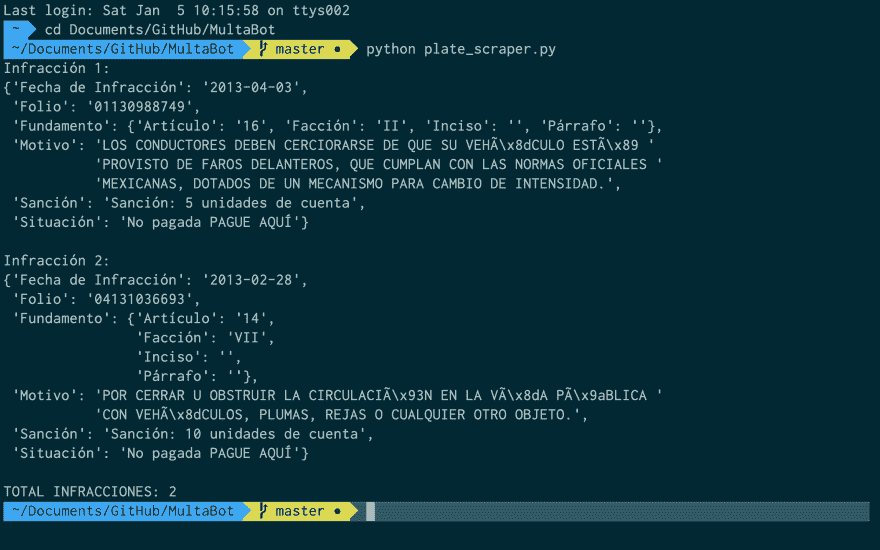 Last login: Sat Jan  5 10:15:58 on ttys002
~ cd Documents/GitHub/MultaBot
~/Documents/GitHub/MultaBot master ● python plate_scraper.py
Infracción 1:
{'Fecha de Infracción': '2013-04-03',
 'Folio': '01130988749',
 'Fundamento': {'Artículo': '16', 'Facción': 'II', 'Inciso': '', 'Párrafo': ''},
 'Motivo': 'LOS CONDUCTORES DEBEN CERCIORARSE DE QUE SU VEHÃ\x8dCULO ESTÃ\x89 '
           'PROVISTO DE FAROS DELANTEROS, QUE CUMPLAN CON LAS NORMAS OFICIALES '
           'MEXICANAS, DOTADOS DE UN MECANISMO PARA CAMBIO DE INTENSIDAD.',
 'Sanción': 'Sanción: 5 unidades de cuenta',
 'Situación': 'No pagada PAGUE AQUÍ'}
Infracción 2:
{'Fecha de Infracción': '2013-02-28',
 'Folio': '04131036693',
 'Fundamento': {'Artículo': '14',
                'Facción': 'VII',
                'Inciso': '',
                'Párrafo': ''},
 'Motivo': 'POR CERRAR U OBSTRUIR LA CIRCULACIÃ\x93N EN LA VÃ\x8dA PÃ\x9aBLICA '
           'CON VEHÃ\x8dCULOS, PLUMAS, REJAS O CUALQUIER OTRO OBJETO.',
 'Sanción': 'Sanción: 10 unidades de cuenta',
 'Situación': 'No pagada PAGUE AQUÍ'}
TOTAL INFRACCIONES: 2
~/Documents/GitHub/MultaBot master ●